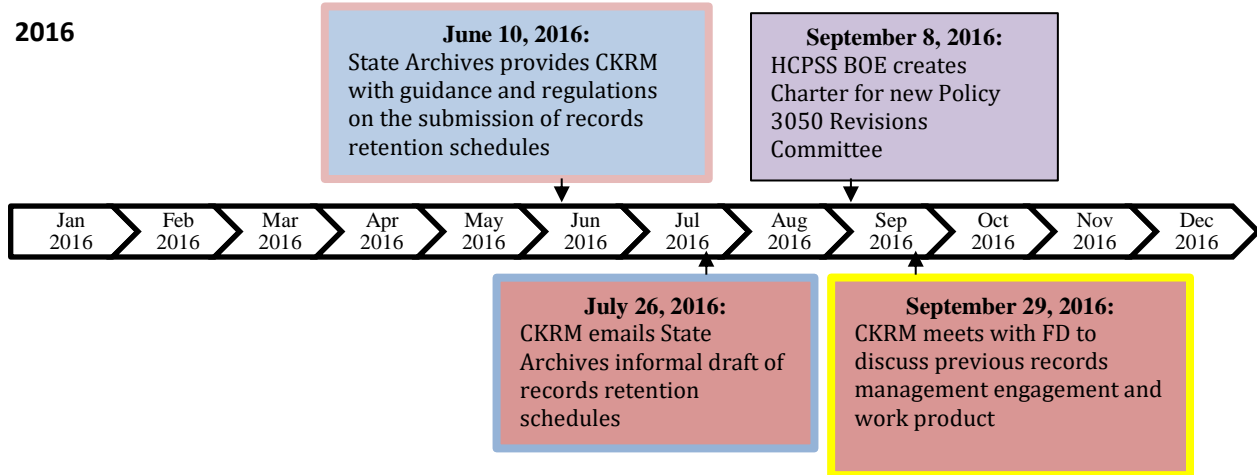 2016
June 10, 2016:
State Archives provides CKRM
with guidance and regulations
on the submission of records
retention schedules
September 8, 2016:
HCPSS BOE creates
Charter for new Policy
3050 Revisions
Committee
Jan
2016
Feb
2016
Mar
2016
Apr
2016
May
2016
Jun
2016
Jul
2016
Aug
2016
Sep
2016
Oct
2016
Nov
2016
Dec
2016
July 26, 2016:
CKRM emails State
Archives informal draft of
records retention
schedules
September 29, 2016:
CKRM meets with FD to
discuss previous records
management engagement and
work product